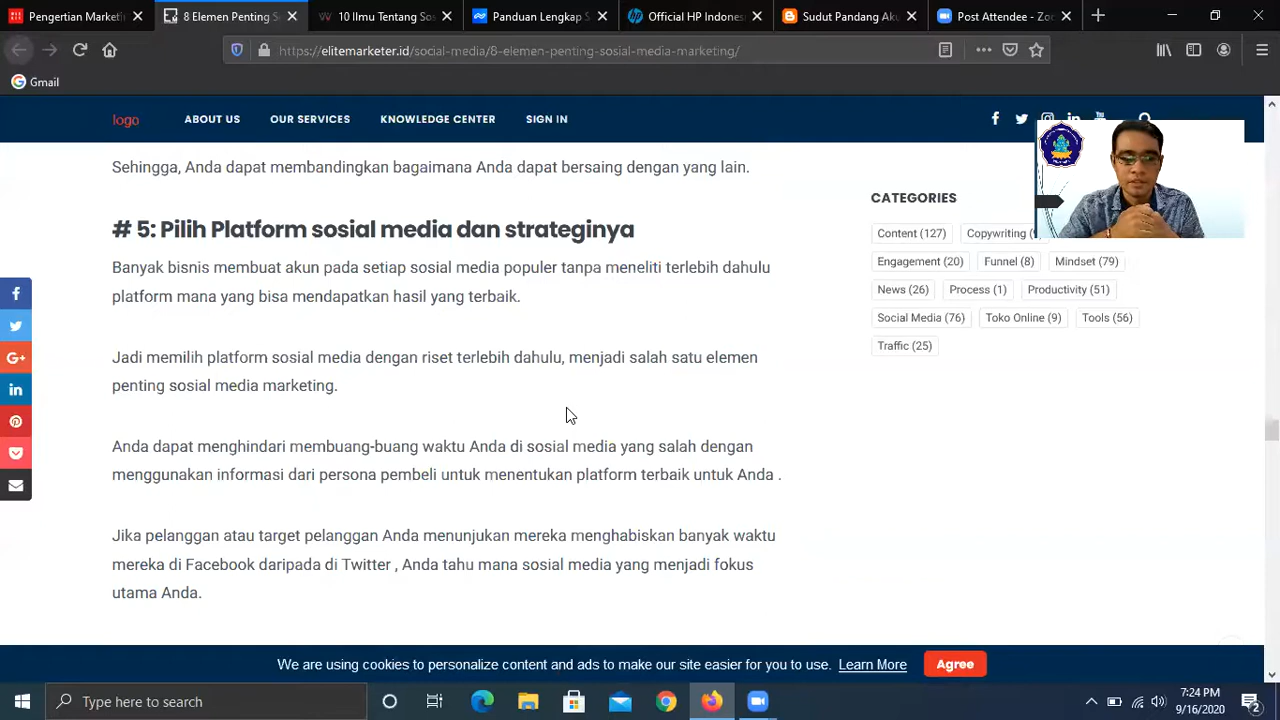 Pengertian Marketi
8 Elemen Penting S
10 Ilmu Tentang Sos
Panduan Lengkap S
Official HP Indones
Sudut Pandang Aku
Post Attendee - Zoo
https://elitemarketer.id/social-media/8-elemen-penting-sosial-media-marketing/
Gmail
logo
ABOUT US
OUR SERVICES
KNOWLEDGE CENTER
SIGN IN
Sehingga, Anda dapat membandingkan bagaimana Anda dapat bersaing dengan yang lain.
# 5: Pilih Platform sosial media dan strateginya
Banyak bisnis membuat akun pada setiap sosial media populer tanpa meneliti terlebih dahulu
platform mana yang bisa mendapatkan hasil yang terbaik.
Jadi memilih platform sosial media dengan riset terlebih dahulu, menjadi salah satu elemen
penting sosial media marketing.
Anda dapat menghindari membuang-buang waktu Anda di sosial media yang salah dengan
menggunakan informasi dari persona pembeli untuk menentukan platform terbaik untuk Anda .
Jika pelanggan atau target pelanggan Anda menunjukan mereka menghabiskan banyak waktu
mereka di Facebook daripada di Twitter , Anda tahu mana sosial media yang menjadi fokus
utama Anda.
CATEGORIES
Content (127)
Copywriting
Engagement (20)
Funnel (8)
Mindset (79)
News (26)
Process (1)
Productivity (51)
Social Media (76)
Toko Online (9)
Tools (56)
Traffic (25)
We are using cookies to personalize content and ads to make our site easier for you to use. Learn More
Agree
Type here to search
7:24 PM
9/16/2020
2